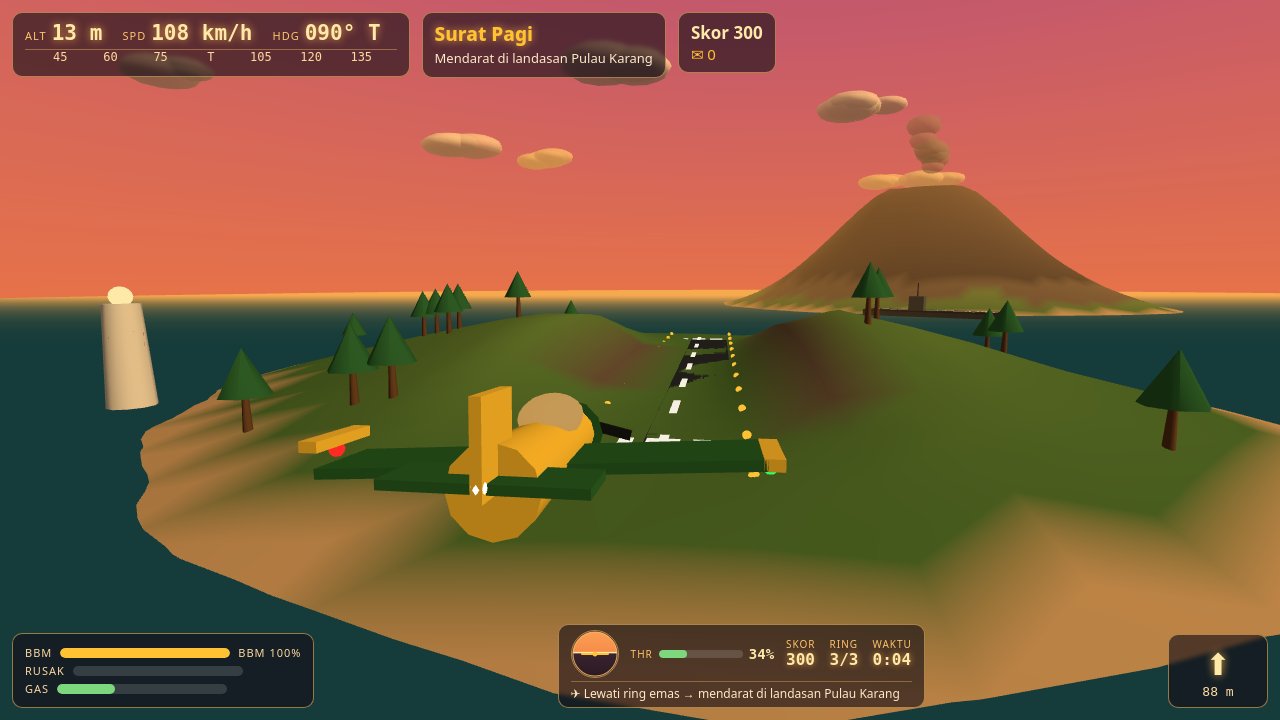 ALT 13 m SPD 108 km/h HDG 090° T
45 60 75 T 105 120 135
Surat Pagi
Mendarat di landasan Pulau Karang
Skor 300
✉ 0
BBM BBM 100%
RUSAK
GAS
THR 34%
SKOR RING WAKTU
300 3/3 0:04
✈ Lewati ring emas → mendarat di landasan Pulau Karang
⬆
88 m